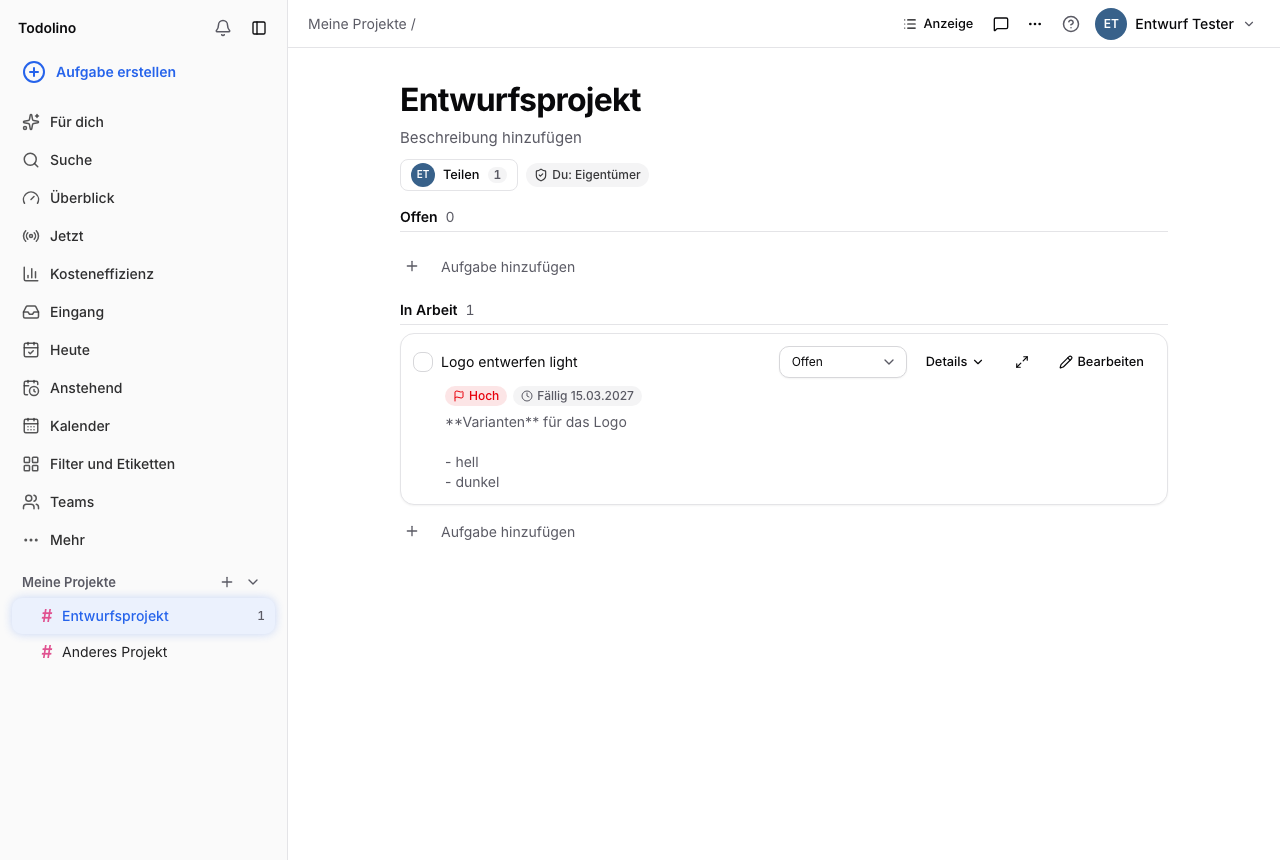 Todolino
Aufgabe erstellen
Für dich
Suche
Überblick
Jetzt
Kosteneffizienz
Eingang
Heute
Anstehend
Kalender
Filter und Etiketten
Teams
Mehr
Meine Projekte
# Entwurfsprojekt 1
# Anderes Projekt
Meine Projekte /
Anzeige
ET Entwurf Tester
Entwurfsprojekt
Beschreibung hinzufügen
ET Teilen 1 Du: Eigentümer
Offen 0
Aufgabe hinzufügen
In Arbeit 1
Logo entwerfen light Offen Details Bearbeiten
Hoch Fällig 15.03.2027
**Varianten** für das Logo
- hell
- dunkel
Aufgabe hinzufügen